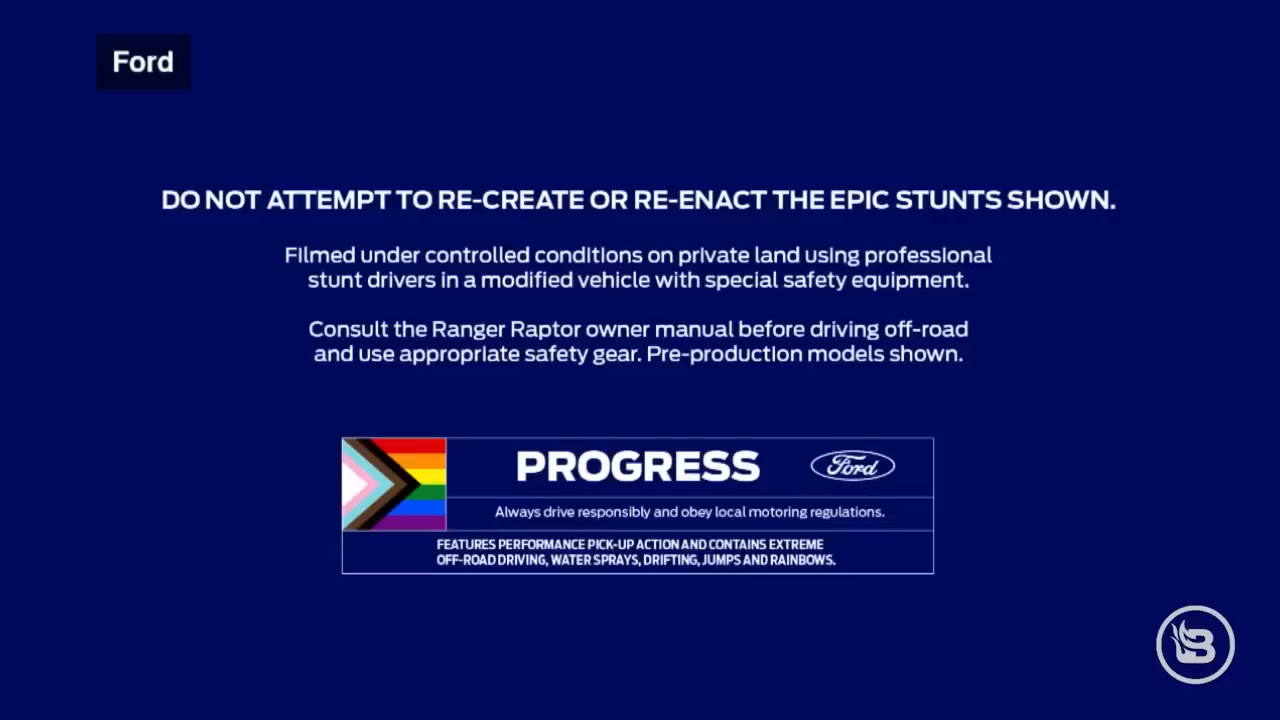 Ford
DO NOT ATTEMPT TO RE-CREATE OR RE-ENACT THE EPIC STUNTS SHOWN.
Filmed under controlled conditions on private land using professional
stunt drivers in a modified vehicle with special safety equipment.
Consult the Ranger Raptor owner manual before driving off-road
and use appropriate safety gear. Pre-production models shown.
PROGRESS
Ford
Always drive responsibly and obey local motoring regulations.
FEATURES PERFORMANCE PICK-UP ACTION AND CONTAINS EXTREME
OFF-ROAD DRIVING, WATER SPRAYS, DRIFTING, JUMPS AND RAINBOWS.
B